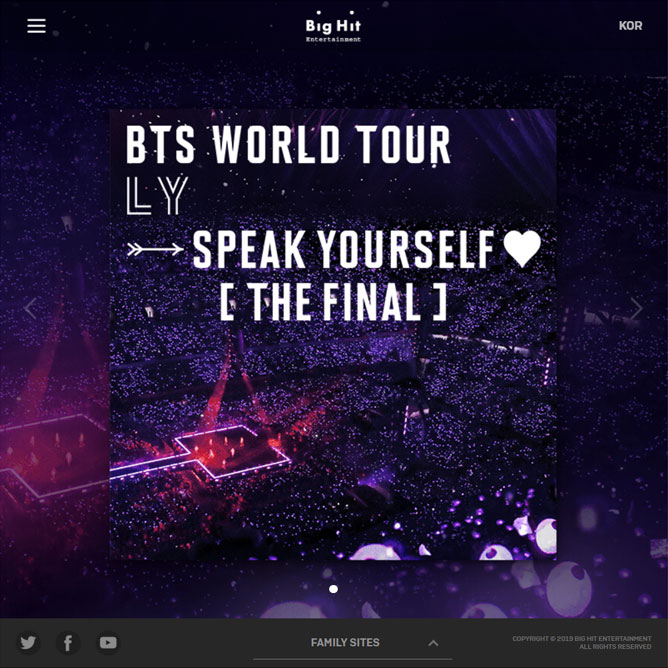 Big Hit
Entertainment
KOR
BTS WORLD TOUR
LY
SPEAK YOURSELF
[ THE FINAL ]
FAMILY SITES
COPYRIGHT © 2019 BIG HIT ENTERTAINMENT
ALL RIGHTS RESERVED